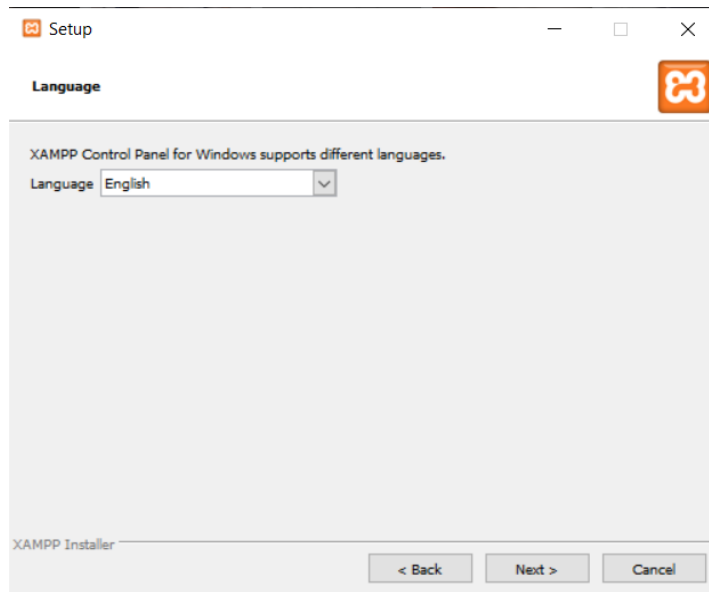 Setup
Language
XAMPP Control Panel for Windows supports different languages.
Language English
XAMPP Installer
< Back Next > Cancel